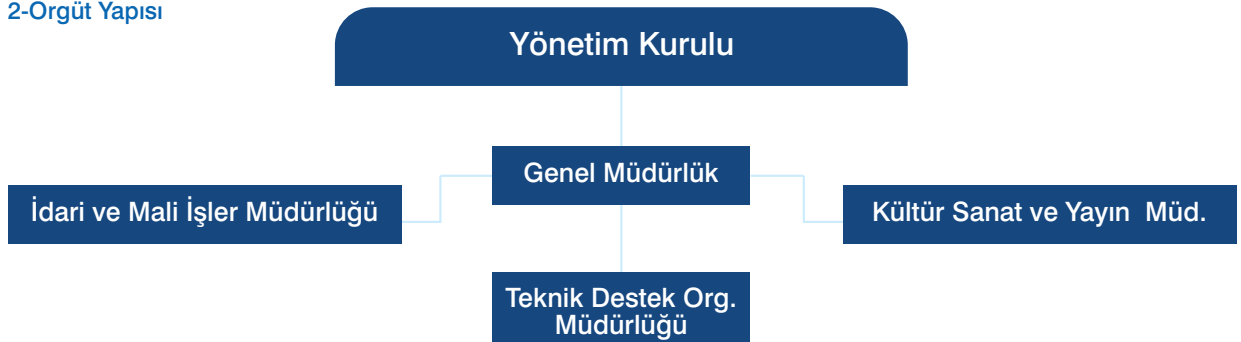 2-Örgüt Yapısı
Yönetim Kurulu
Genel Müdürlük
İdari ve Mali İşler Müdürlüğü
Kültür Sanat ve Yayın Müd.
Teknik Destek Org.
Müdürlüğü